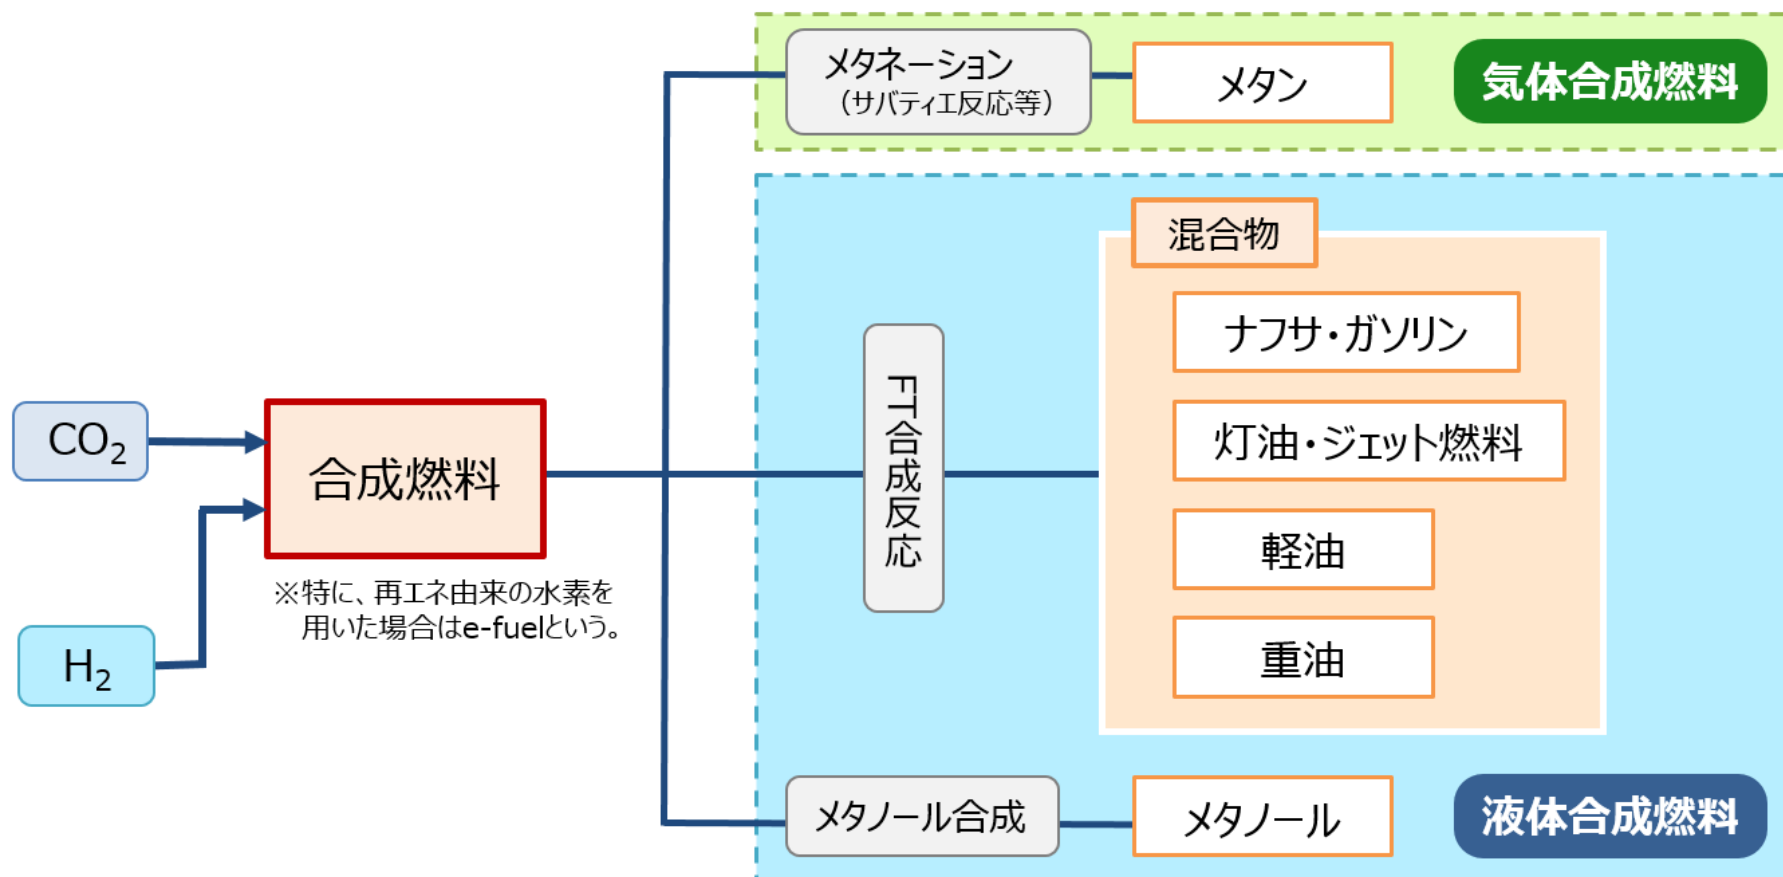 メタネーション
（サバティエ反応等）
メタン
気体合成燃料
混合物
ナフサ・ガソリン
灯油・ジェット燃料
軽油
重油
FT合成反応
CO₂
合成燃料
※特に、再エネ由来の水素を
用いた場合はe-fuelという。
H₂
メタノール合成
メタノール
液体合成燃料